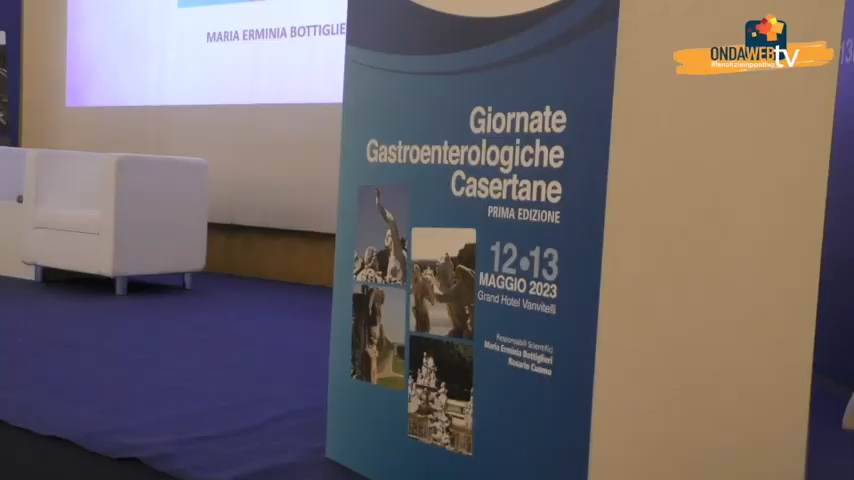 MARIA ERMINIA BOTTIGLIE
ONDAWEB tv
#lenotizieinpositivo
Giornate
Gastroenterologiche
Casertane
PRIMA EDIZIONE
12•13
MAGGIO 2023
Grand Hotel Vanvitelli
Responsabili Scientifici
Maria Erminia Bottiglieri
Rosario Cuomo